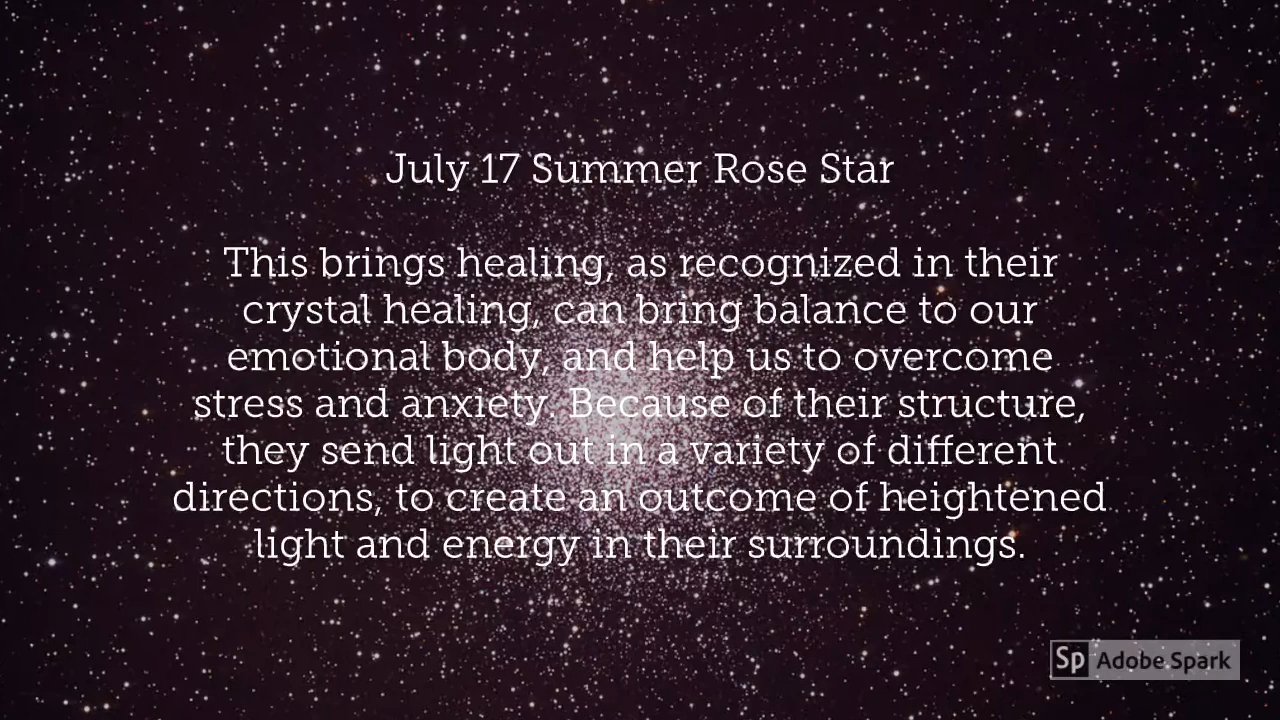 July 17 Summer Rose Star
This brings healing, as recognized in their
crystal healing, can bring balance to our
emotional body, and help us to overcome
stress and anxiety. Because of their structure,
they send light out in a variety of different
directions, to create an outcome of heightened
light and energy in their surroundings.
Sp Adobe Spark